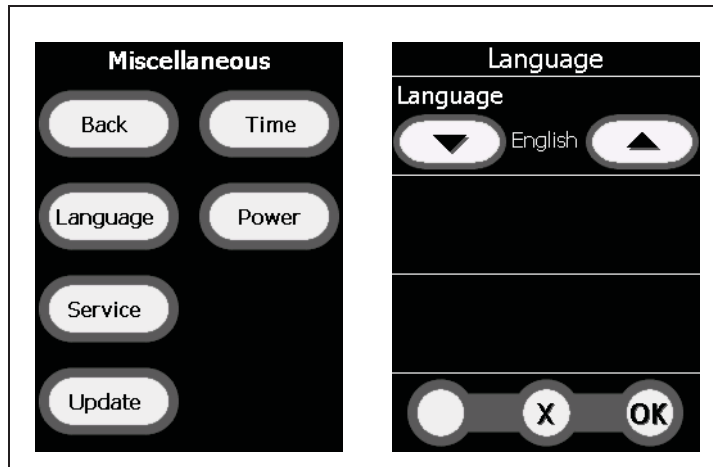 Miscellaneous
Back Time
Language Power
Service
Update
Language
Language
English
X OK